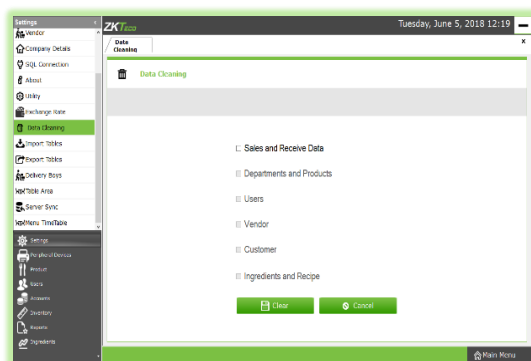 Settings
ZKTeco
Tuesday, June 5, 2018 12:19
Vendor
Company Details
SQL Connection
About
Utility
Exchange Rate
Data Cleaning
Import Tables
Export Tables
Delivery Boys
Table Area
Server Sync
Menu TimeTable
Settings
Peripheral Devices
Product
Users
Accounts
Inventory
Reports
Ingredients
Data
Cleaning
x
Data Cleaning
Sales and Receive Data
Departments and Products
Users
Vendor
Customer
Ingredients and Recipe
Clear
Cancel
Main Menu